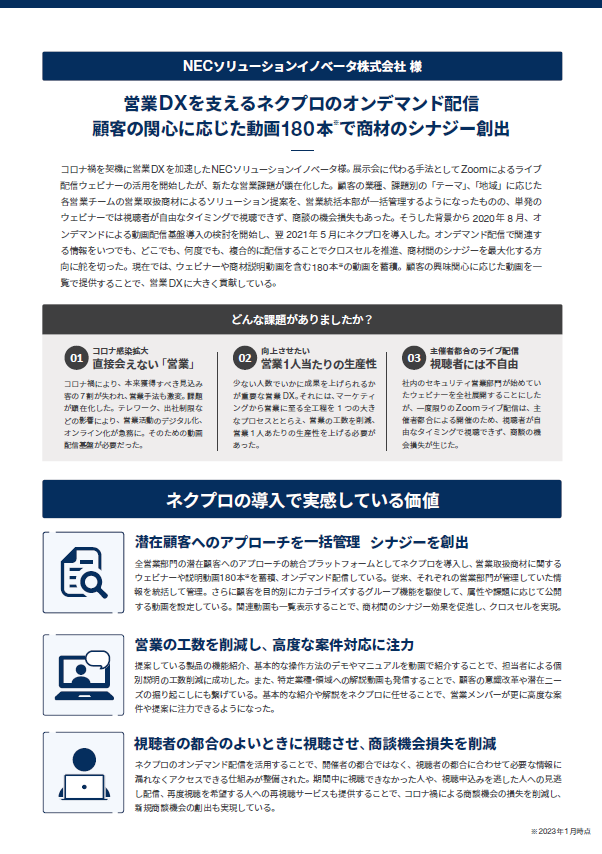 NECソリューションイノベータ株式会社 様
営業DXを支えるネクプロのオンデマンド配信
顧客の関心に応じた動画180本※で商材のシナジー創出
コロナ禍を契機に営業DXを加速したNECソリューションイノベータ様。展示会に代わる手法としてZoomによるライブ
配信ウェビナーの活用を開始したが、新たな営業課題が顕在化した。顧客の業種、課題別の「テーマ」、「地域」に応じた
各営業チームの営業取扱商材によるソリューション提案を、営業統括本部が一括管理するようになったものの、単発の
ウェビナーでは視聴者が自由なタイミングで視聴できず、商談の機会損失もあった。そうした背景から 2020年 8月、オ
ンデマンドによる動画配信基盤導入の検討を開始し、翌 2021年 5月にネクプロを導入した。オンデマンド配信で関連す
る情報をいつでも、どこでも、何度でも、複合的に配信することでクロスセルを推進、商材間のシナジーを最大化する方
向に舵を切った。現在では、ウェビナーや商材説明動画を含む180本※の動画を蓄積。顧客の興味関心に応じた動画を一
覧で提供することで、営業DXに大きく貢献している。
どんな課題がありましたか？
01 コロナ感染拡大
直接会えない「営業」
コロナ禍により、本来獲得すべき見込み
客の7割が失われ、営業手法も激変。課題
が顕在化した。テレワーク、出社制限な
どの影響により、営業活動のデジタル化、
オンライン化が急務に。そのための動画
配信基盤が必要だった。
02 向上させたい
営業1人当たりの生産性
少ない人数でいかに成果を上げられるか
が重要な営業DX。それには、マーケティ
ングから営業に至る全工程を 1つの大き
なプロセスととらえ、営業の工数を削減、
営業1人あたりの生産性を上げる必要が
あった。
03 主催者都合のライブ配信
視聴者には不自由
社内のセキュリティ営業部門が始めてい
たウェビナーを全社展開することにした
が、一度限りのZoomライブ配信は、主
催者都合による開催のため、視聴者が自
由なタイミングで視聴できず、商談の機
会損失が生じた。
ネクプロの導入で実感している価値
潜在顧客へのアプローチを一括管理 シナジーを創出
全営業部門の潜在顧客へのアプローチの統合プラットフォームとしてネクプロを導入し、営業取扱商材に関する
ウェビナーや説明動画180本※を蓄積、オンデマンド配信している。従来、それぞれの営業部門が管理していた情
報を統括して管理。さらに顧客を目的別にカテゴライズするグループ機能を駆使して、属性や課題に応じて公開
する動画を設定している。関連動画も一覧表示することで、商材間のシナジー効果を促進し、クロスセルを実現。
営業の工数を削減し、高度な案件対応に注力
提案している製品の機能紹介、基本的な操作方法のデモやマニュアルを動画で紹介することで、担当者による個
別説明の工数削減に成功した。また、特定業種・領域への解説動画も発信することで、顧客の意識改革や潜在ニー
ズの掘り起こしにも繋げている。基本的な紹介や解説をネクプロに任せることで、営業メンバーが更に高度な案
件や提案に注力できるようになった。
視聴者の都合のよいときに視聴させ、商談機会損失を削減
ネクプロのオンデマンド配信を活用することで、開催者の都合ではなく、視聴者の都合に合わせて必要な情報に
漏れなくアクセスできる仕組みが整備された。期間中に視聴できなかった人や、視聴申込みを逃した人への見逃
し配信、再度視聴を希望する人への再視聴サービスも提供することで、コロナ禍による商談機会の損失を削減し、
新規商談機会の創出も実現している。
※2023年1月時点